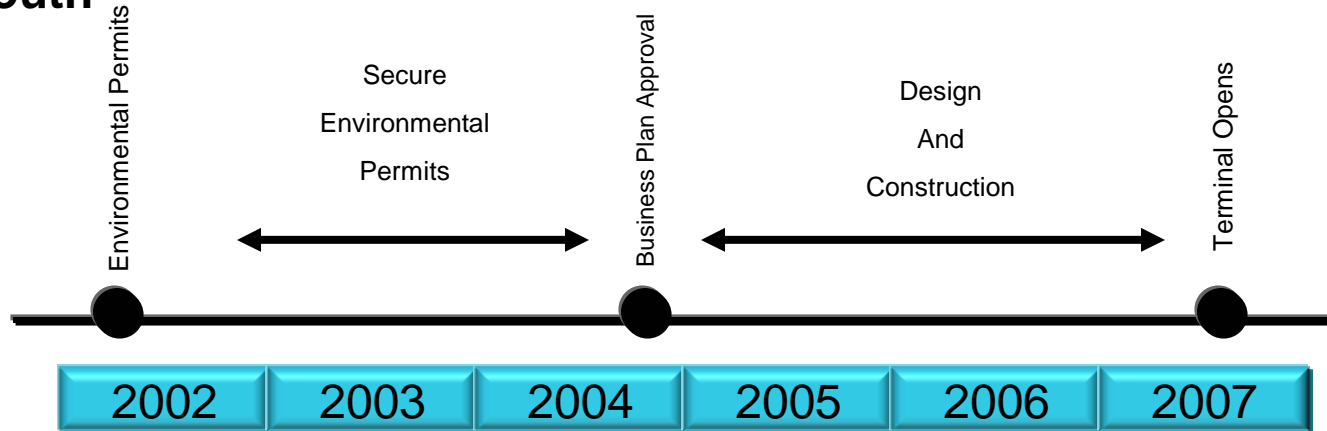 Environmental Permits
Secure
Environmental
Permits
Business Plan Approval
Design
And
Construction
Terminal Opens
2002
2003
2004
2005
2006
2007